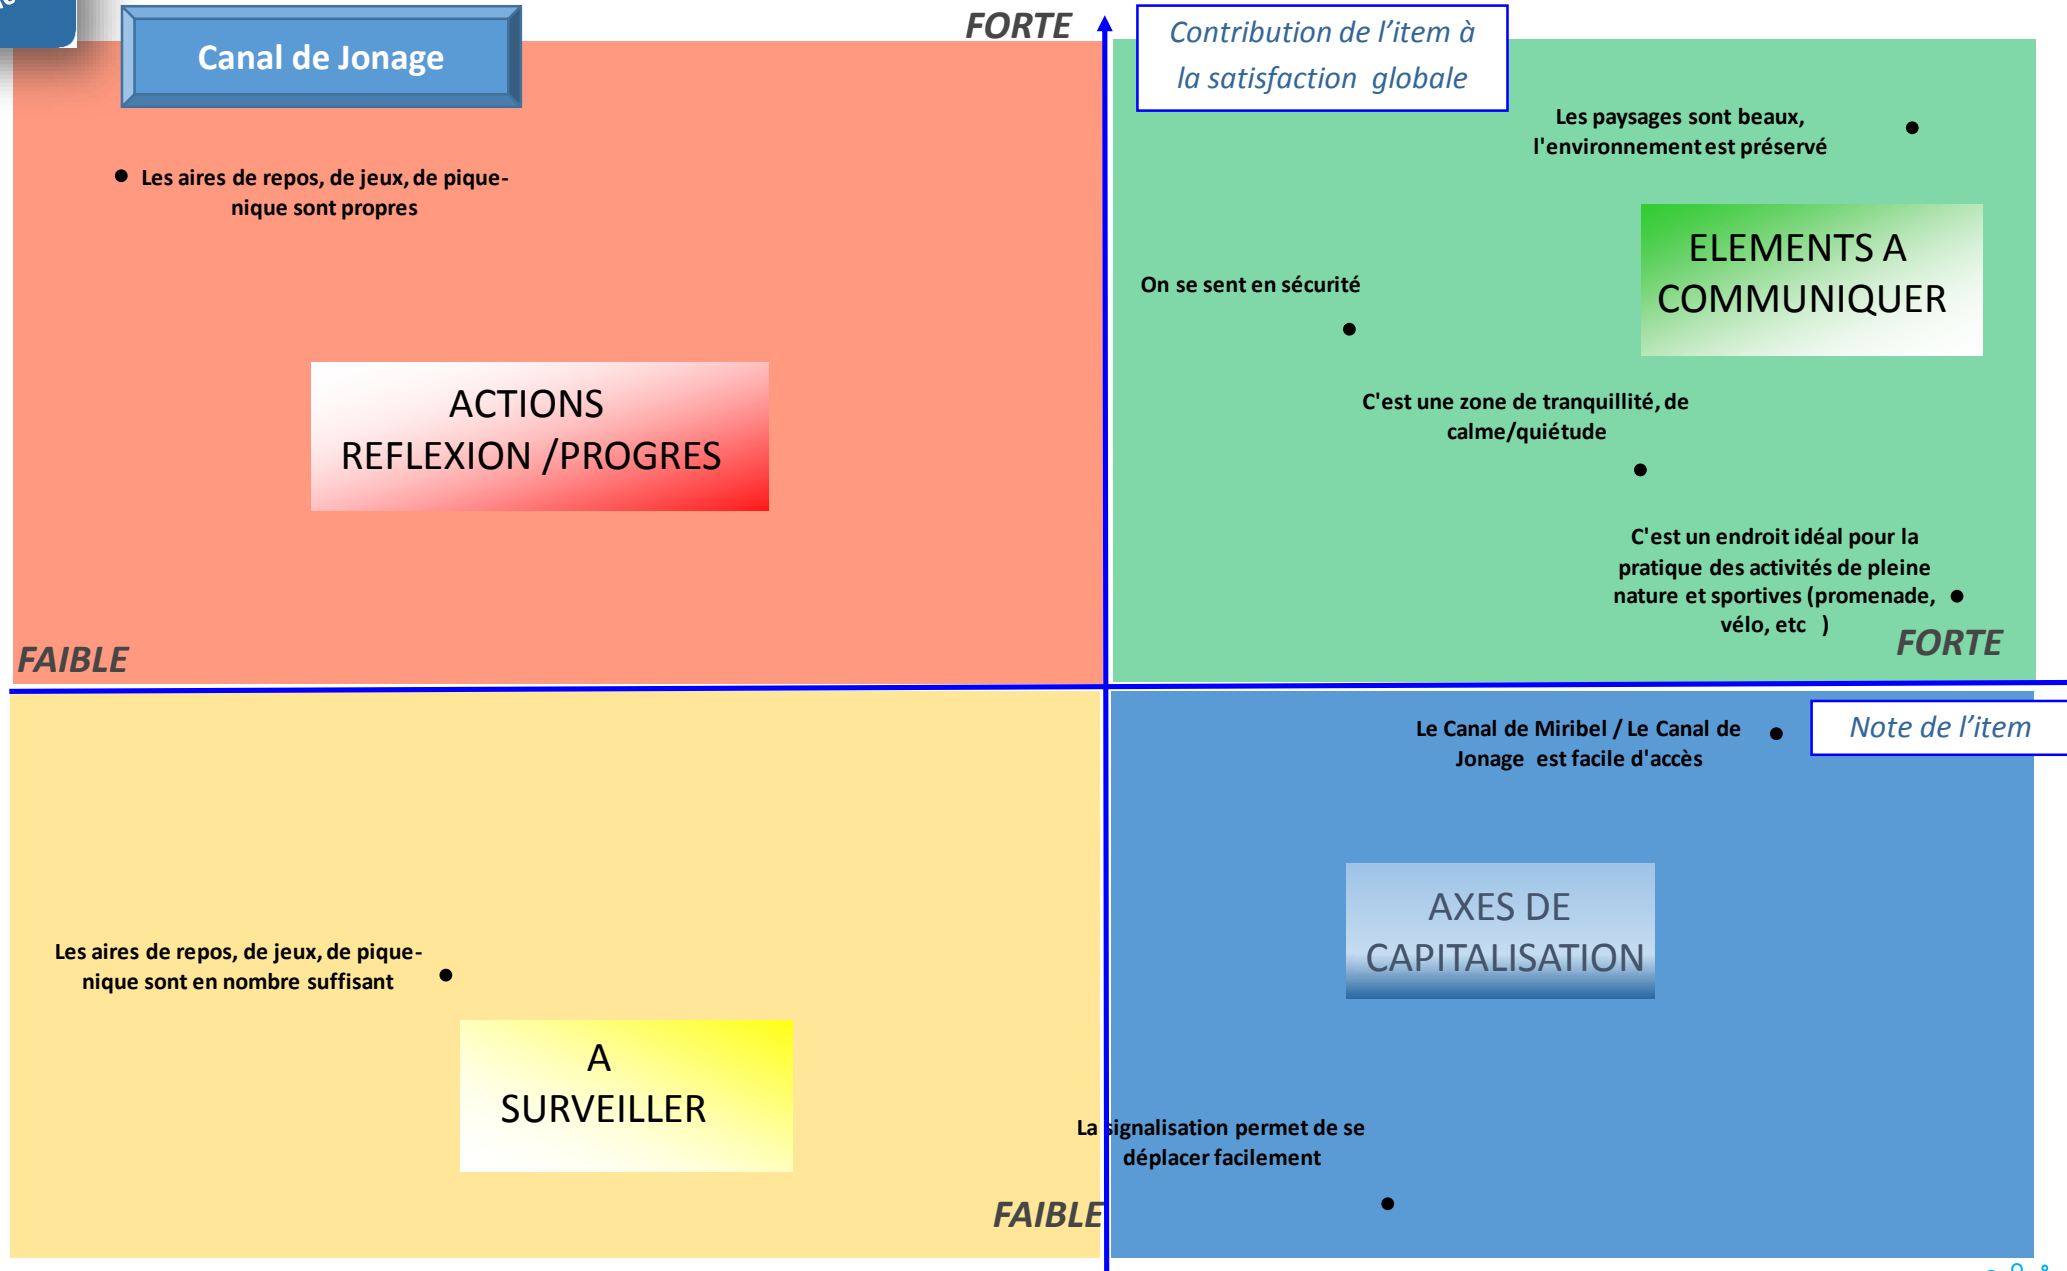 Canal de Jonage
FORTE
Contribution de l'item à
la satisfaction globale
Les paysages sont beaux,
l'environnement est préservé
Les aires de repos, de jeux, de pique-
nique sont propres
ELEMENTS A
COMMUNIQUER
On se sent en sécurité
ACTIONS
REFLEXION /PROGRES
C'est une zone de tranquillité, de
calme/quiétude
C'est un endroit idéal pour la
pratique des activités de pleine
nature et sportives (promenade,
vélo, etc )
FAIBLE
FORTE
Le Canal de Miribel / Le Canal de
Jonage est facile d'accès
Note de l'item
AXES DE
CAPITALISATION
Les aires de repos, de jeux, de pique-
nique sont en nombre suffisant
A
SURVEILLER
La signalisation permet de se
déplacer facilement
FAIBLE